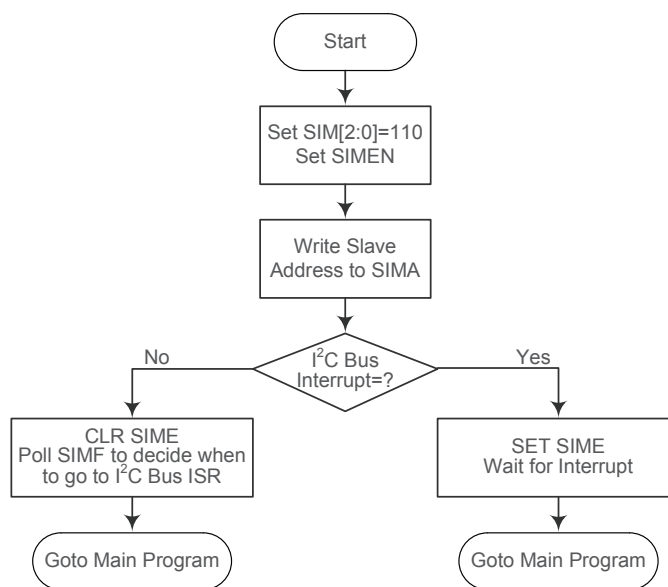 Start
Set SIM[2:0]=110
Set SIMEN
Write Slave
Address to SIMA
I²C Bus
Interrupt=?
No
Yes
CLR SIME
Poll SIMF to decide when
to go to I²C Bus ISR
SET SIME
Wait for Interrupt
Goto Main Program
Goto Main Program